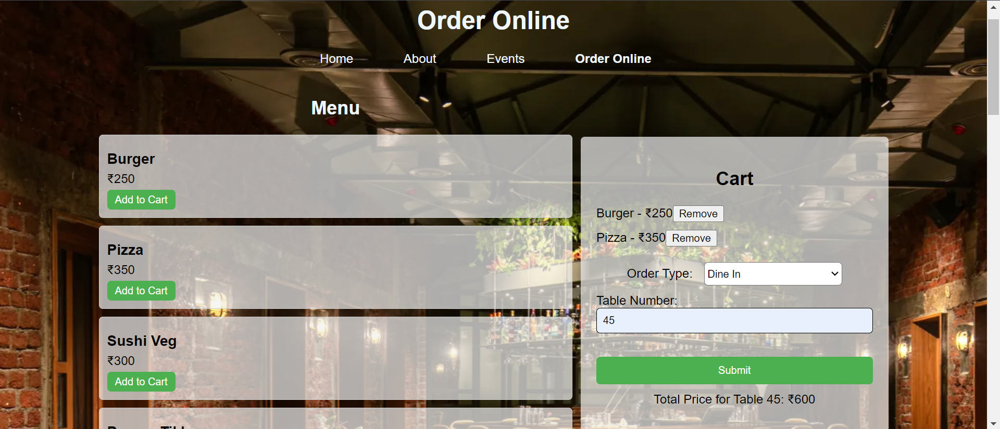 Order Online
Home About Events Order Online
Menu
Burger
₹250
Add to Cart
Pizza
₹350
Add to Cart
Sushi Veg
₹300
Add to Cart
Cart
Burger - ₹250 Remove
Pizza - ₹350 Remove
Order Type: Dine In
Table Number:
45
Submit
Total Price for Table 45: ₹600